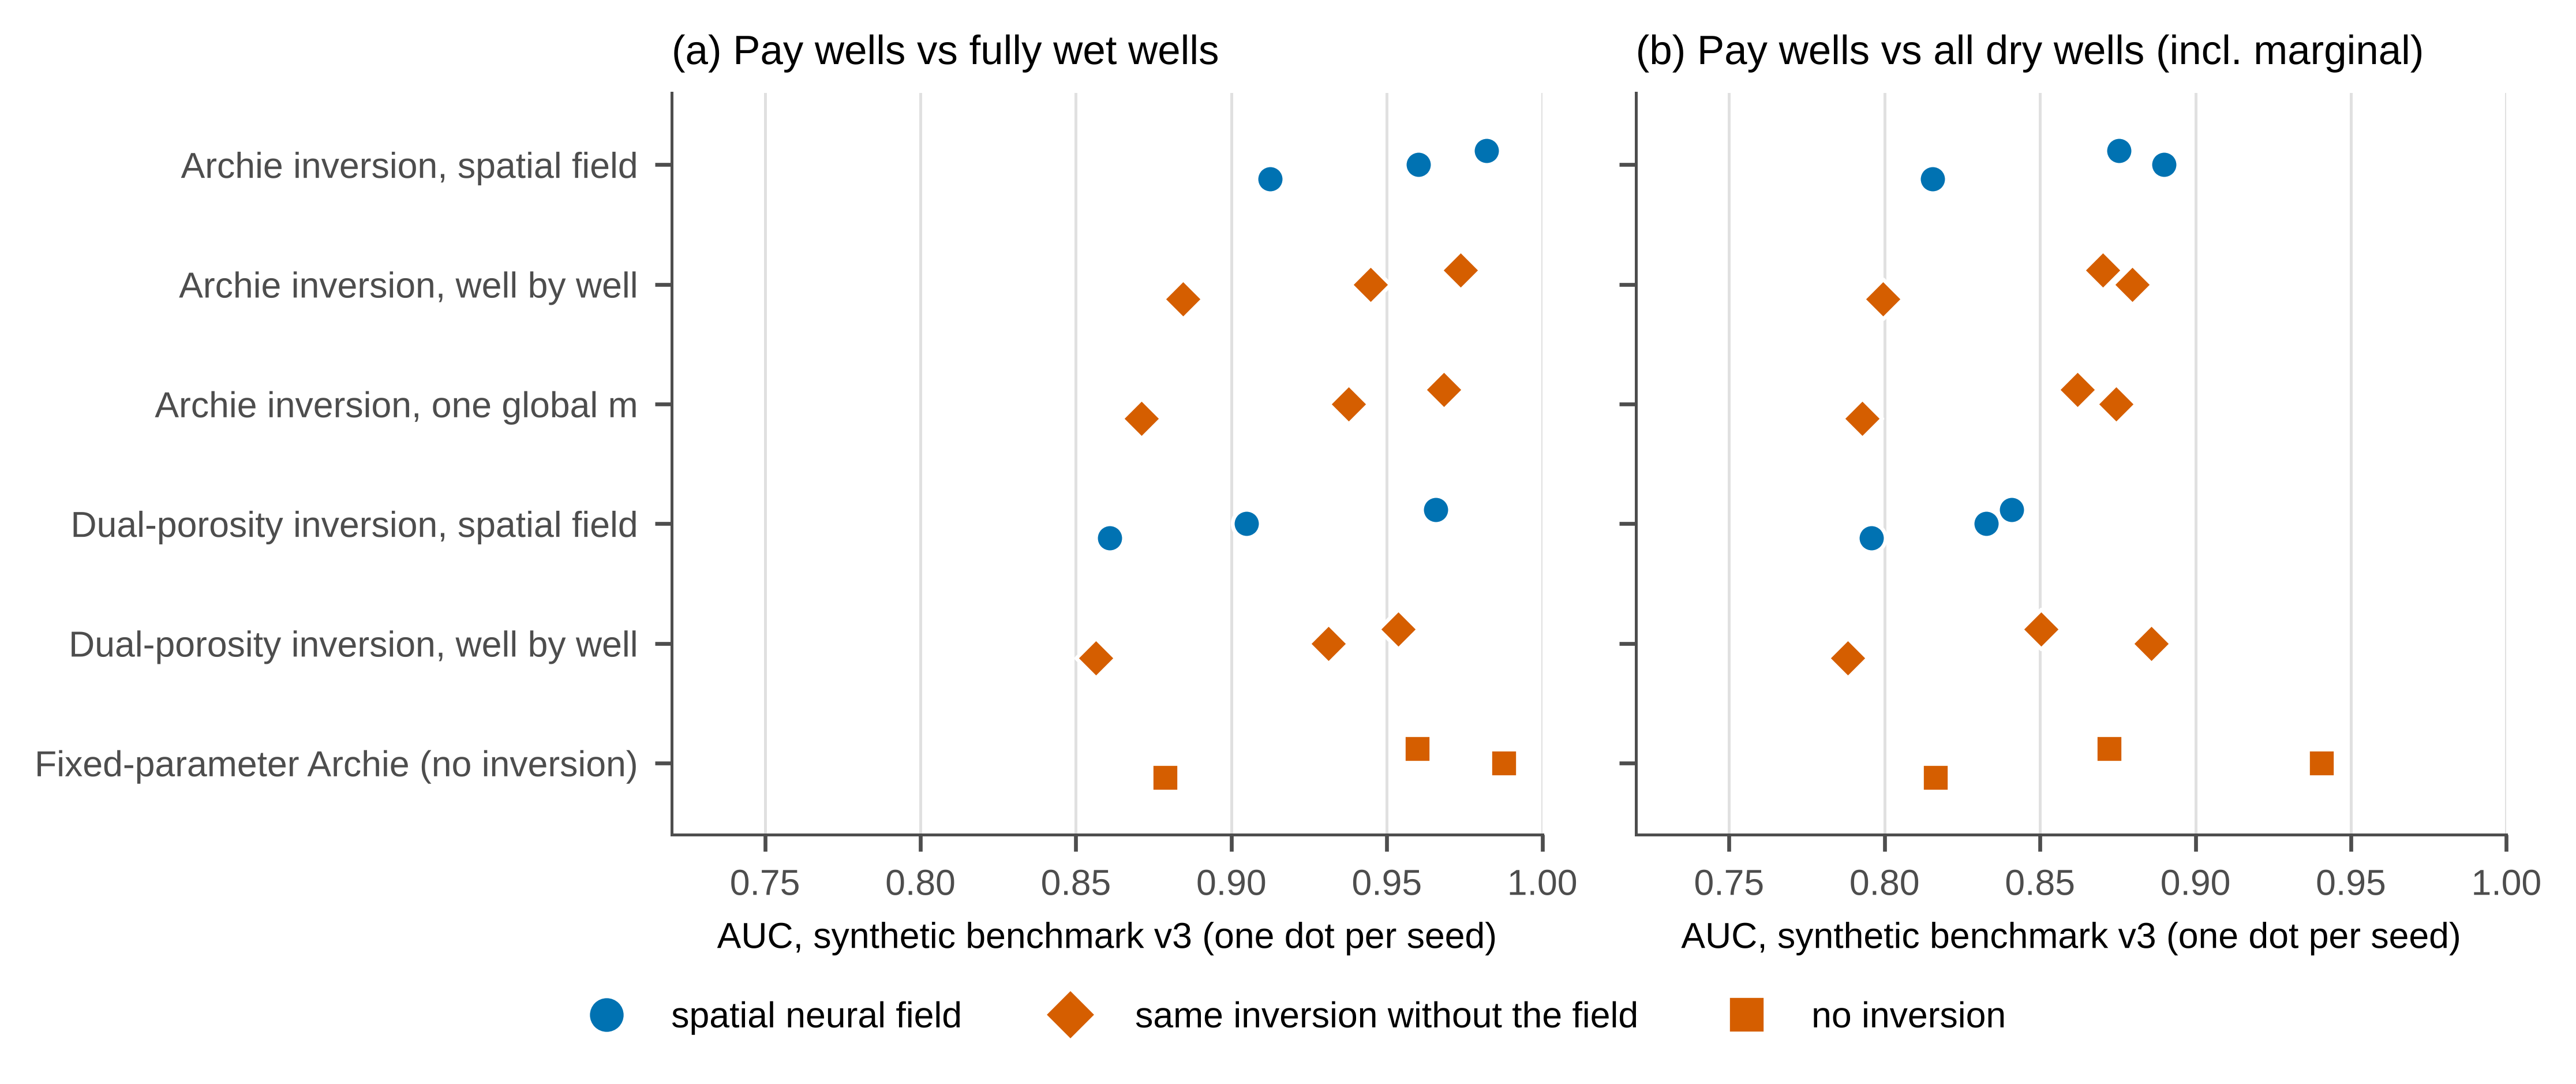 (a) Pay wells vs fully wet wells
(b) Pay wells vs all dry wells (incl. marginal)
Archie inversion, spatial field
Archie inversion, well by well
Archie inversion, one global m
Dual-porosity inversion, spatial field
Dual-porosity inversion, well by well
Fixed-parameter Archie (no inversion)
0.75 0.80 0.85 0.90 0.95 1.00
0.75 0.80 0.85 0.90 0.95 1.00
AUC, synthetic benchmark v3 (one dot per seed)
AUC, synthetic benchmark v3 (one dot per seed)
spatial neural field same inversion without the field no inversion